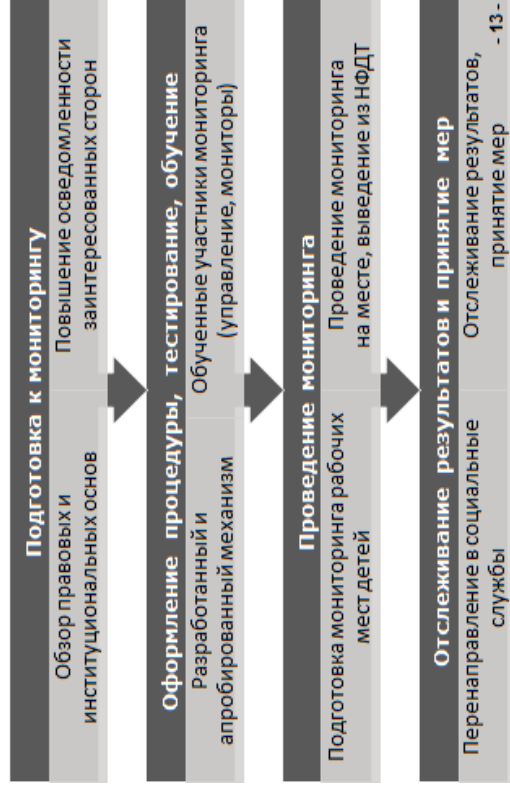 Подготовка к мониторингу
Обзор правовых и
институциональных основ
Повышение осведомленности
заинтересованных сторон
Оформление процедуры, тестирование, обучение
Разработанный и
апробированный механизм
Обученные участники мониторинга
(управление, мониторы)
Проведение мониторинга
Подготовка мониторинга рабочих
мест детей
Проведение мониторинга
на месте, выведение из НФДТ
Отслеживание результатов и принятие мер
Перенаправление в социальные
службы
Отслеживание результатов,
принятие мер
- 13 -